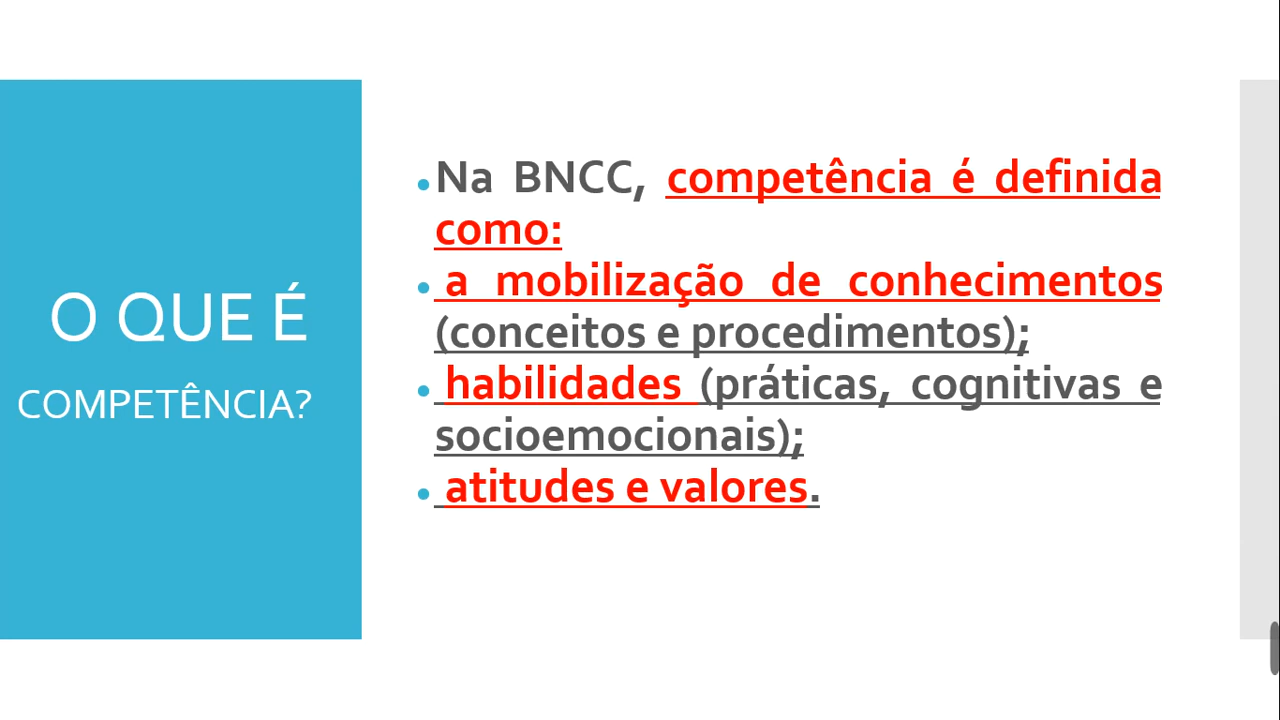 O QUE É
COMPETÊNCIA?
Na BNCC, competência é definida
como:
a mobilização de conhecimentos
(conceitos e procedimentos);
habilidades (práticas, cognitivas e
socioemocionais);
atitudes e valores.